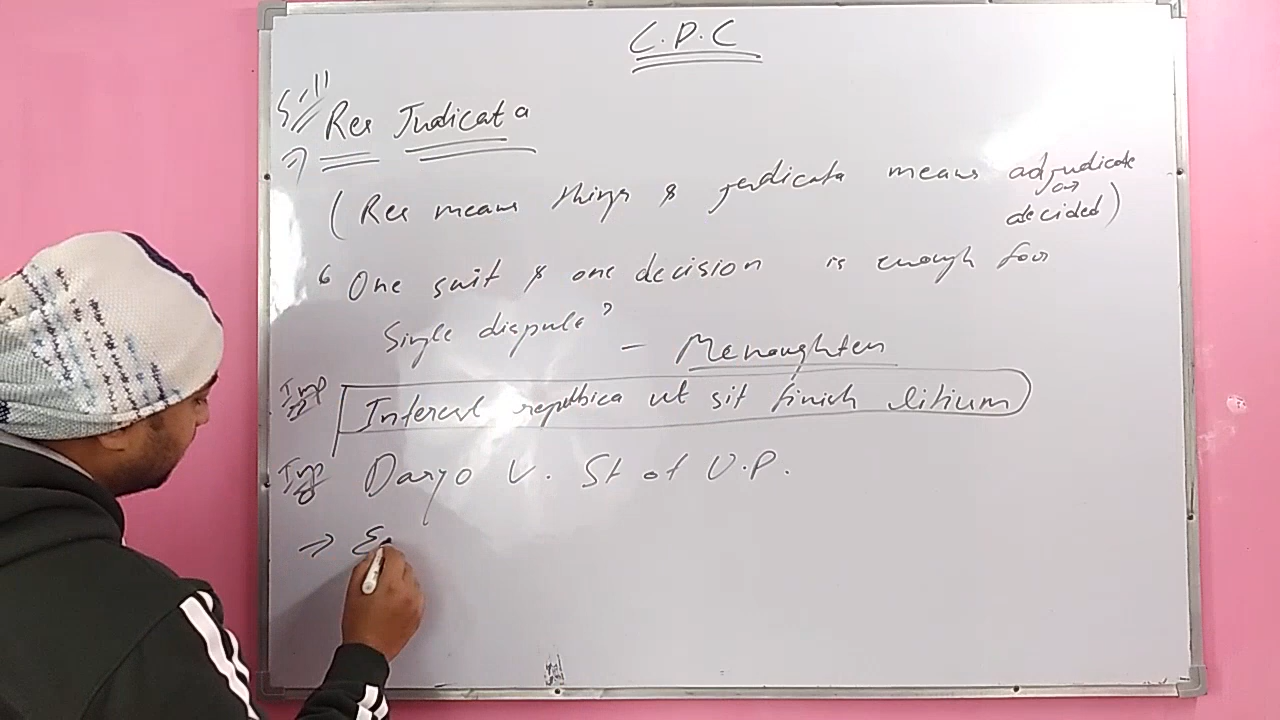 C.P.C
S.11
Res Judicata
(Res means things & judicata means adjudicate or decided)
"One suit & one decision is enough for
Single dispute" - Menoughten
Imp Interest republica ut sit finish litium
Imp Daryo V. St of U.P.
→